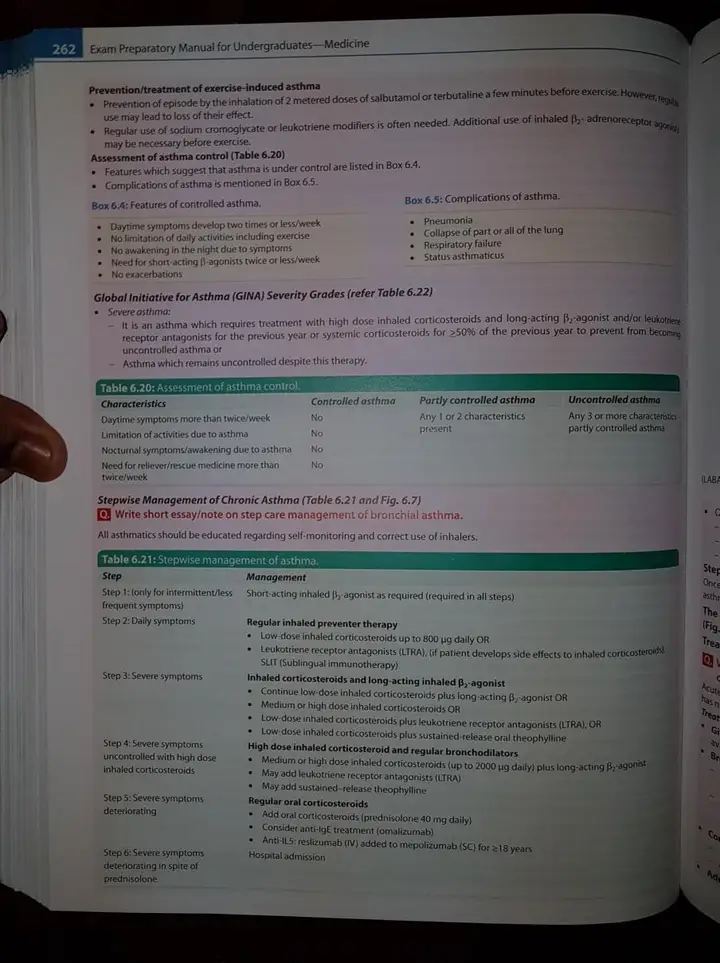 262 Exam Preparatory Manual for Undergraduates—Medicine
Prevention/treatment of exercise-induced asthma
• Prevention of episode by the inhalation of 2 metered doses of salbutamol or terbutaline a few minutes before exercise. However, regular
use may lead to loss of their effect.
• Regular use of sodium cromoglycate or leukotriene modifiers is often needed. Additional use of inhaled β₂- adrenoreceptor agonists
may be necessary before exercise.
Assessment of asthma control (Table 6.20)
• Features which suggest that asthma is under control are listed in Box 6.4.
• Complications of asthma is mentioned in Box 6.5.
Box 6.4: Features of controlled asthma.
• Daytime symptoms develop two times or less/week
• No limitation of daily activities including exercise
• No awakening in the night due to symptoms
• Need for short-acting β-agonists twice or less/week
• No exacerbations
Box 6.5: Complications of asthma.
• Pneumonia
• Collapse of part or all of the lung
• Respiratory failure
• Status asthmaticus
Global Initiative for Asthma (GINA) Severity Grades (refer Table 6.22)
• Severe asthma:
– It is an asthma which requires treatment with high dose inhaled corticosteroids and long-acting β₂-agonist and/or leukotriene
receptor antagonists for the previous year or systemic corticosteroids for ≥50% of the previous year to prevent from becoming
uncontrolled asthma or
– Asthma which remains uncontrolled despite this therapy.
Table 6.20: Assessment of asthma control.
Characteristics Controlled asthma Partly controlled asthma Uncontrolled asthma
Daytime symptoms more than twice/week No Any 1 or 2 characteristics Any 3 or more characteristics
present partly controlled asthma
Limitation of activities due to asthma No
Nocturnal symptoms/awakening due to asthma No
Need for reliever/rescue medicine more than No
twice/week
Stepwise Management of Chronic Asthma (Table 6.21 and Fig. 6.7)
Q. Write short essay/note on step care management of bronchial asthma.
All asthmatics should be educated regarding self-monitoring and correct use of inhalers.
Table 6.21: Stepwise management of asthma.
Step Management
Step 1: (only for intermittent/less Short-acting inhaled β₂-agonist as required (required in all steps)
frequent symptoms)
Step 2: Daily symptoms Regular inhaled preventer therapy
• Low-dose inhaled corticosteroids up to 800 μg daily OR
• Leukotriene receptor antagonists (LTRA), (if patient develops side effects to inhaled corticosteroids).
SLIT (Sublingual immunotherapy)
Step 3: Severe symptoms Inhaled corticosteroids and long-acting inhaled β₂-agonist
• Continue low-dose inhaled corticosteroids plus long-acting β₂-agonist OR
• Medium or high dose inhaled corticosteroids OR
• Low-dose inhaled corticosteroids plus leukotriene receptor antagonists (LTRA), OR
• Low-dose inhaled corticosteroids plus sustained-release oral theophylline
Step 4: Severe symptoms High dose inhaled corticosteroid and regular bronchodilators
uncontrolled with high dose • Medium or high dose inhaled corticosteroids (up to 2000 μg daily) plus long-acting β₂-agonist
inhaled corticosteroids • May add leukotriene receptor antagonists (LTRA)
• May add sustained–release theophylline
Step 5: Severe symptoms Regular oral corticosteroids
deteriorating • Add oral corticosteroids (prednisolone 40 mg daily)
• Consider anti-IgE treatment (omalizumab)
• Anti-IL5: reslizumab (IV) added to mepolizumab (SC) for ≥18 years
Step 6: Severe symptoms Hospital admission
deteriorating in spite of
prednisolone
(LABA
Step
Once
asth
The
(Fig.
Trea
Q.
Acute
has n
Treat
• Gi
av
• Br
• Co
• Ad